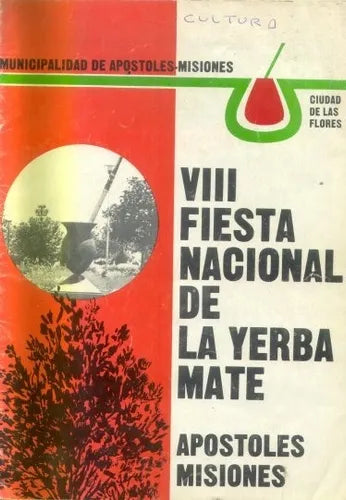 CULTURA
MUNICIPALIDAD DE APOSTOLES-MISIONES
CIUDAD
DE LAS
FLORES
VIII
FIESTA
NACIONAL
DE
LA YERBA
MATE
APOSTOLES
MISIONES